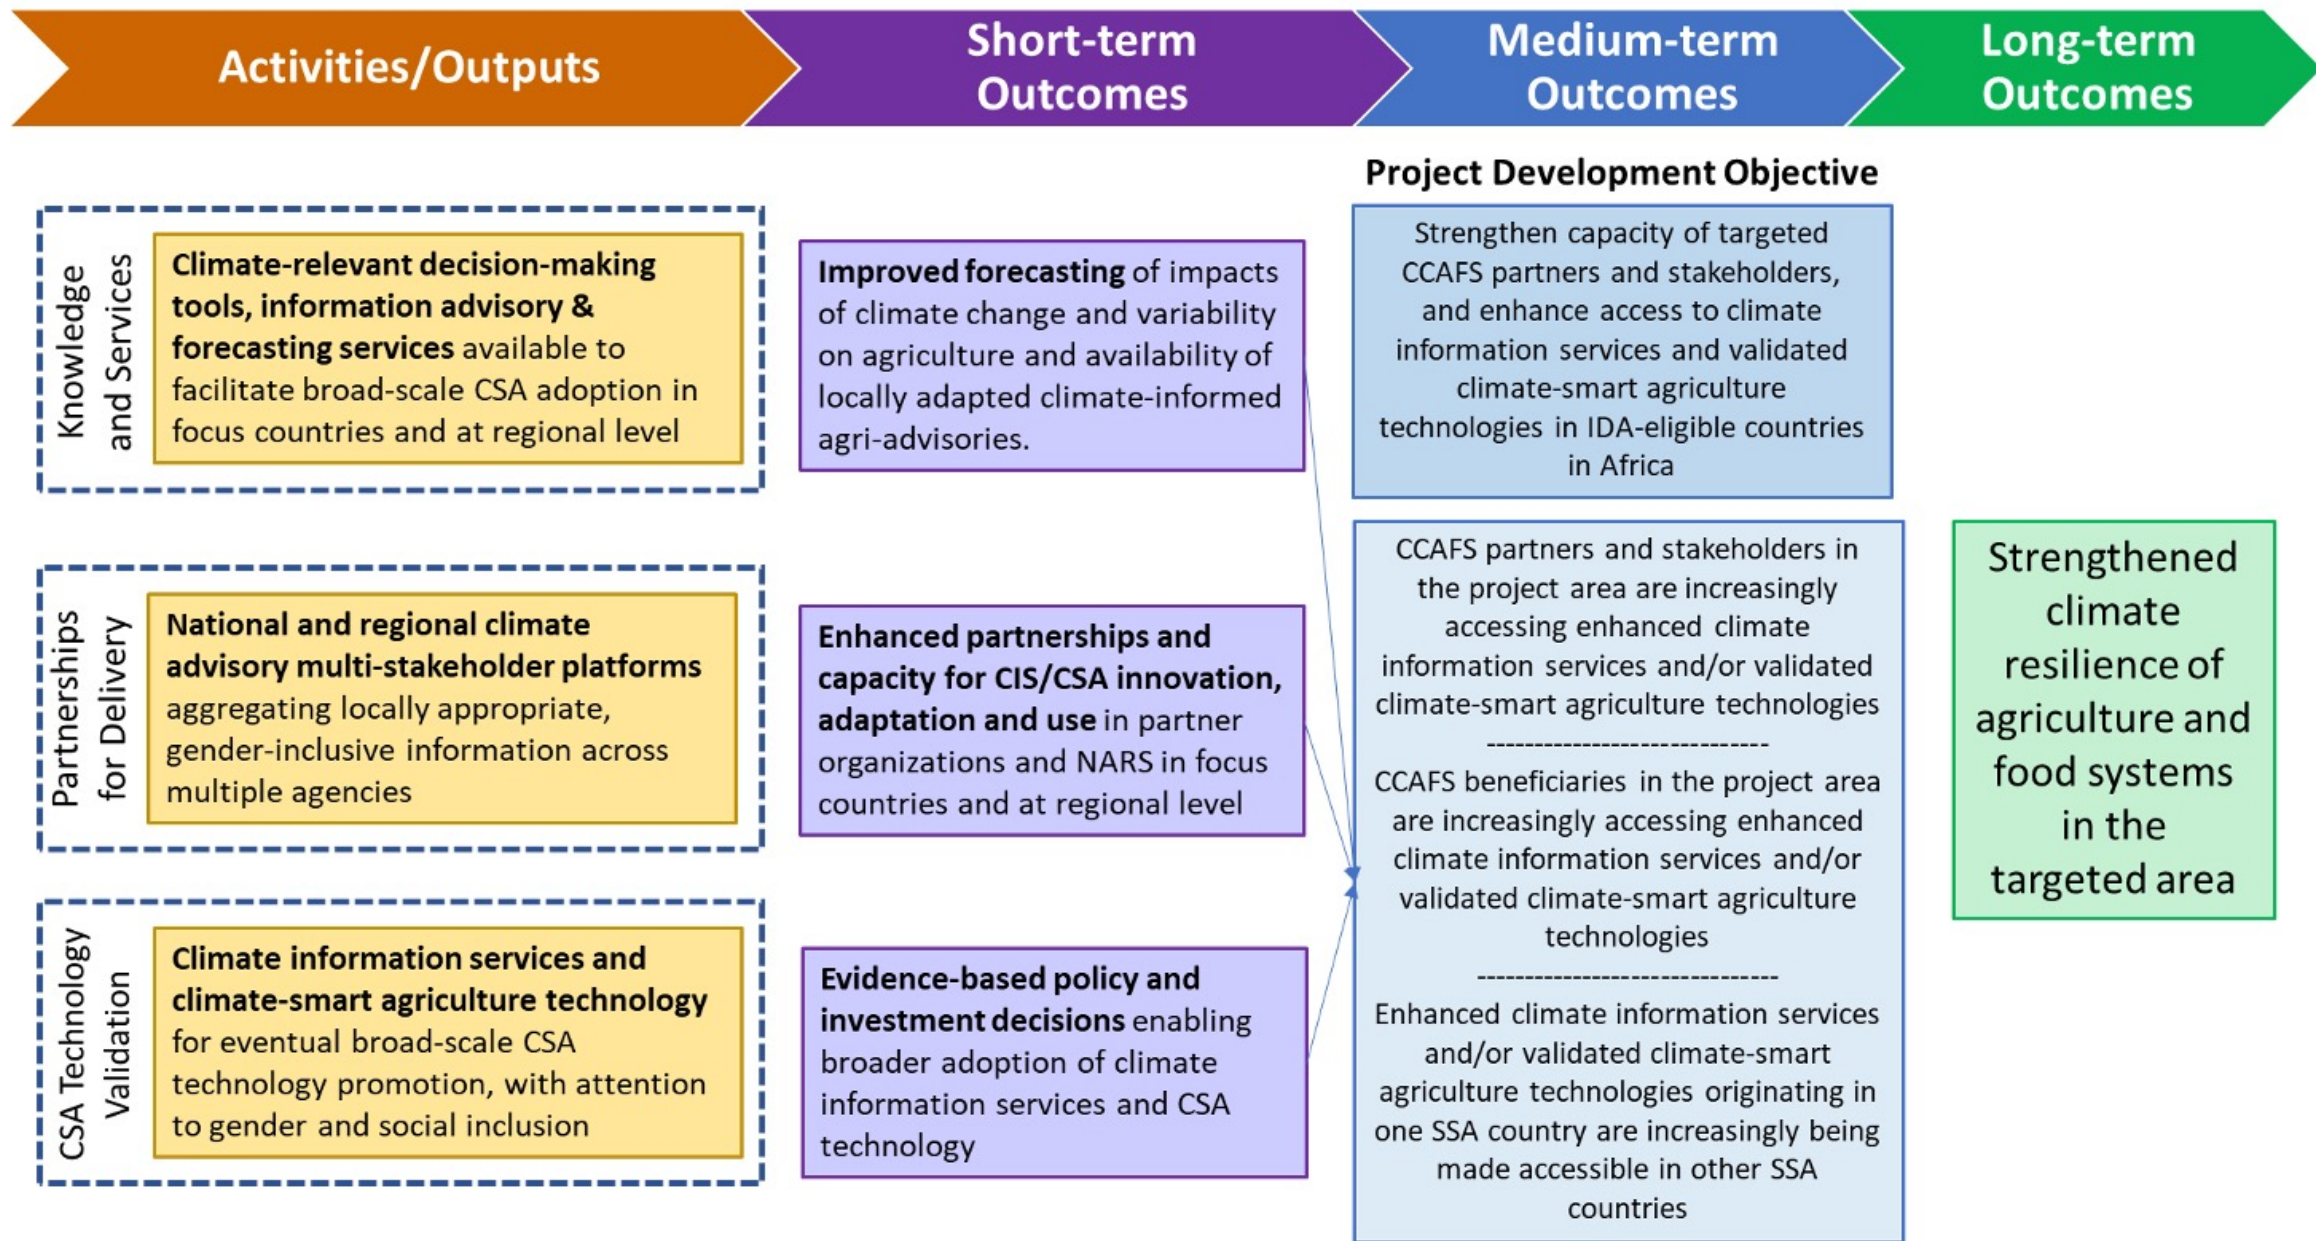 Activities/Outputs
Short-term
Outcomes
Medium-term
Outcomes
Long-term
Outcomes
Knowledge
and Services
Climate-relevant decision-making
tools, information advisory &
forecasting services available to
facilitate broad-scale CSA adoption in
focus countries and at regional level
Partnerships
for Delivery
National and regional climate
advisory multi-stakeholder platforms
aggregating locally appropriate,
gender-inclusive information across
multiple agencies
CSA Technology
Validation
Climate information services and
climate-smart agriculture technology
for eventual broad-scale CSA
technology promotion, with attention
to gender and social inclusion
Improved forecasting of impacts
of climate change and variability
on agriculture and availability of
locally adapted climate-informed
agri-advisories.
Enhanced partnerships and
capacity for CIS/CSA innovation,
adaptation and use in partner
organizations and NARS in focus
countries and at regional level
Evidence-based policy and
investment decisions enabling
broader adoption of climate
information services and CSA
technology
Project Development Objective
Strengthen capacity of targeted
CCAFS partners and stakeholders,
and enhance access to climate
information services and validated
climate-smart agriculture
technologies in IDA-eligible countries
in Africa
CCAFS partners and stakeholders in
the project area are increasingly
accessing enhanced climate
information services and/or validated
climate-smart agriculture technologies
-----------------------------
CCAFS beneficiaries in the project area
are increasingly accessing enhanced
climate information services and/or
validated climate-smart agriculture
technologies
-------------------------------
Enhanced climate information services
and/or validated climate-smart
agriculture technologies originating in
one SSA country are increasingly being
made accessible in other SSA
countries
Strengthened
climate
resilience of
agriculture and
food systems
in the
targeted area